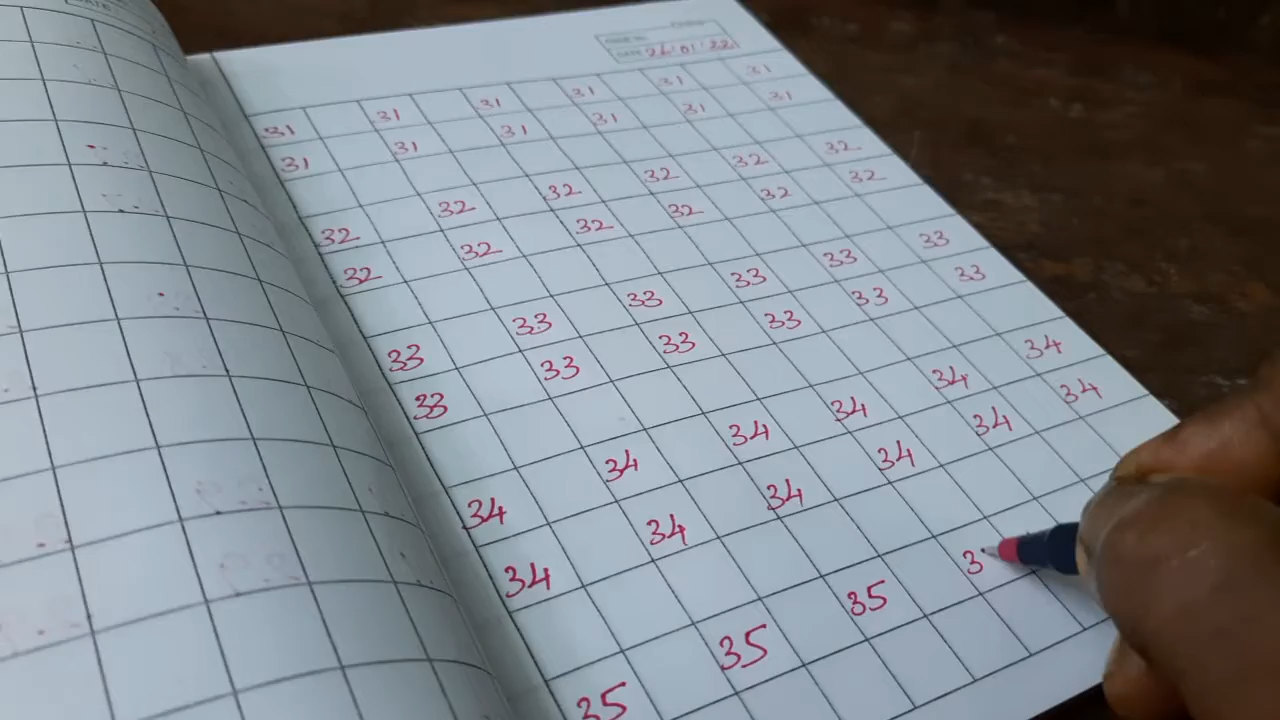 DATE 26:01:22
31 31 31 31 31 31
31 31 31 31 31 31
32 32 32 32 32 32
32 32 32 32 32 32
33 33 33 33 33 33
33 33 33 33 33 33
34 34 34 34 34 34
34 34 34 34 34 34
35 35 35 3